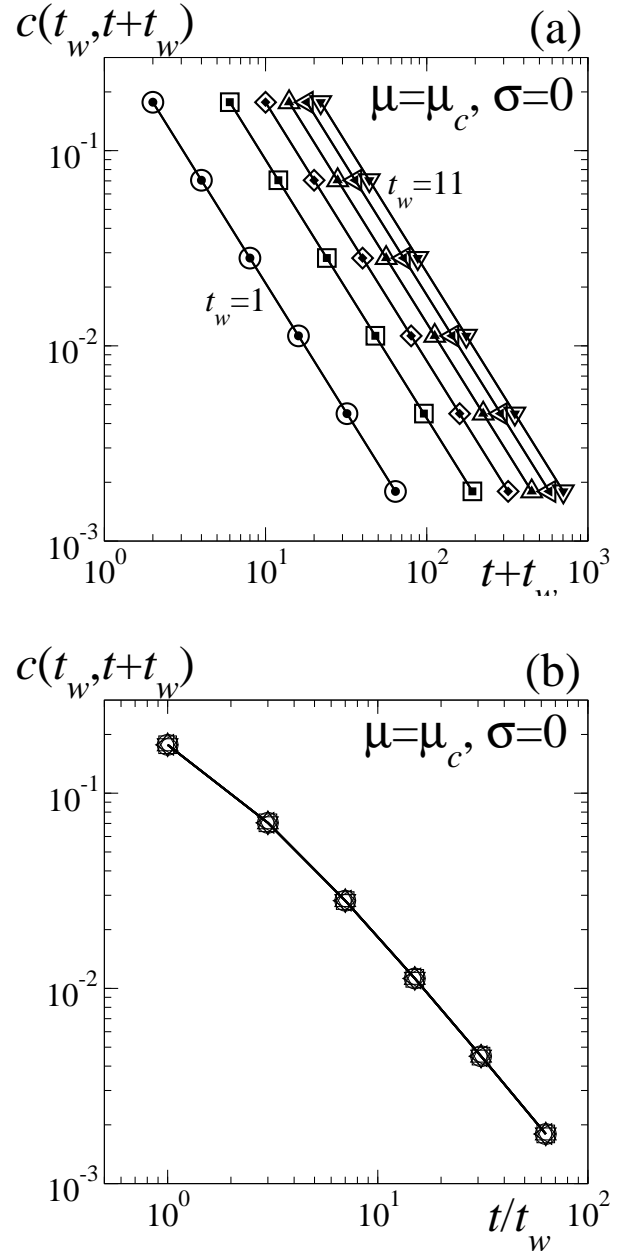 c(t_w,t+t_w) (a)
μ=μ_c, σ=0
10^-1
t_w=11
t_w=1
10^-2
10^-3
10^0 10^1 10^2 10^3
t+t_w
c(t_w,t+t_w) (b)
μ=μ_c, σ=0
10^-1
10^-2
10^-3
10^0 10^1 10^2
t/t_w